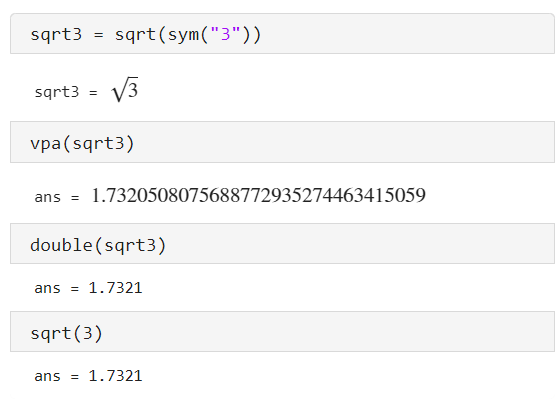 sqrt3 = sqrt(sym("3"))
sqrt3 = √3
vpa(sqrt3)
ans = 1.7320508075688772935274463415059
double(sqrt3)
ans = 1.7321
sqrt(3)
ans = 1.7321